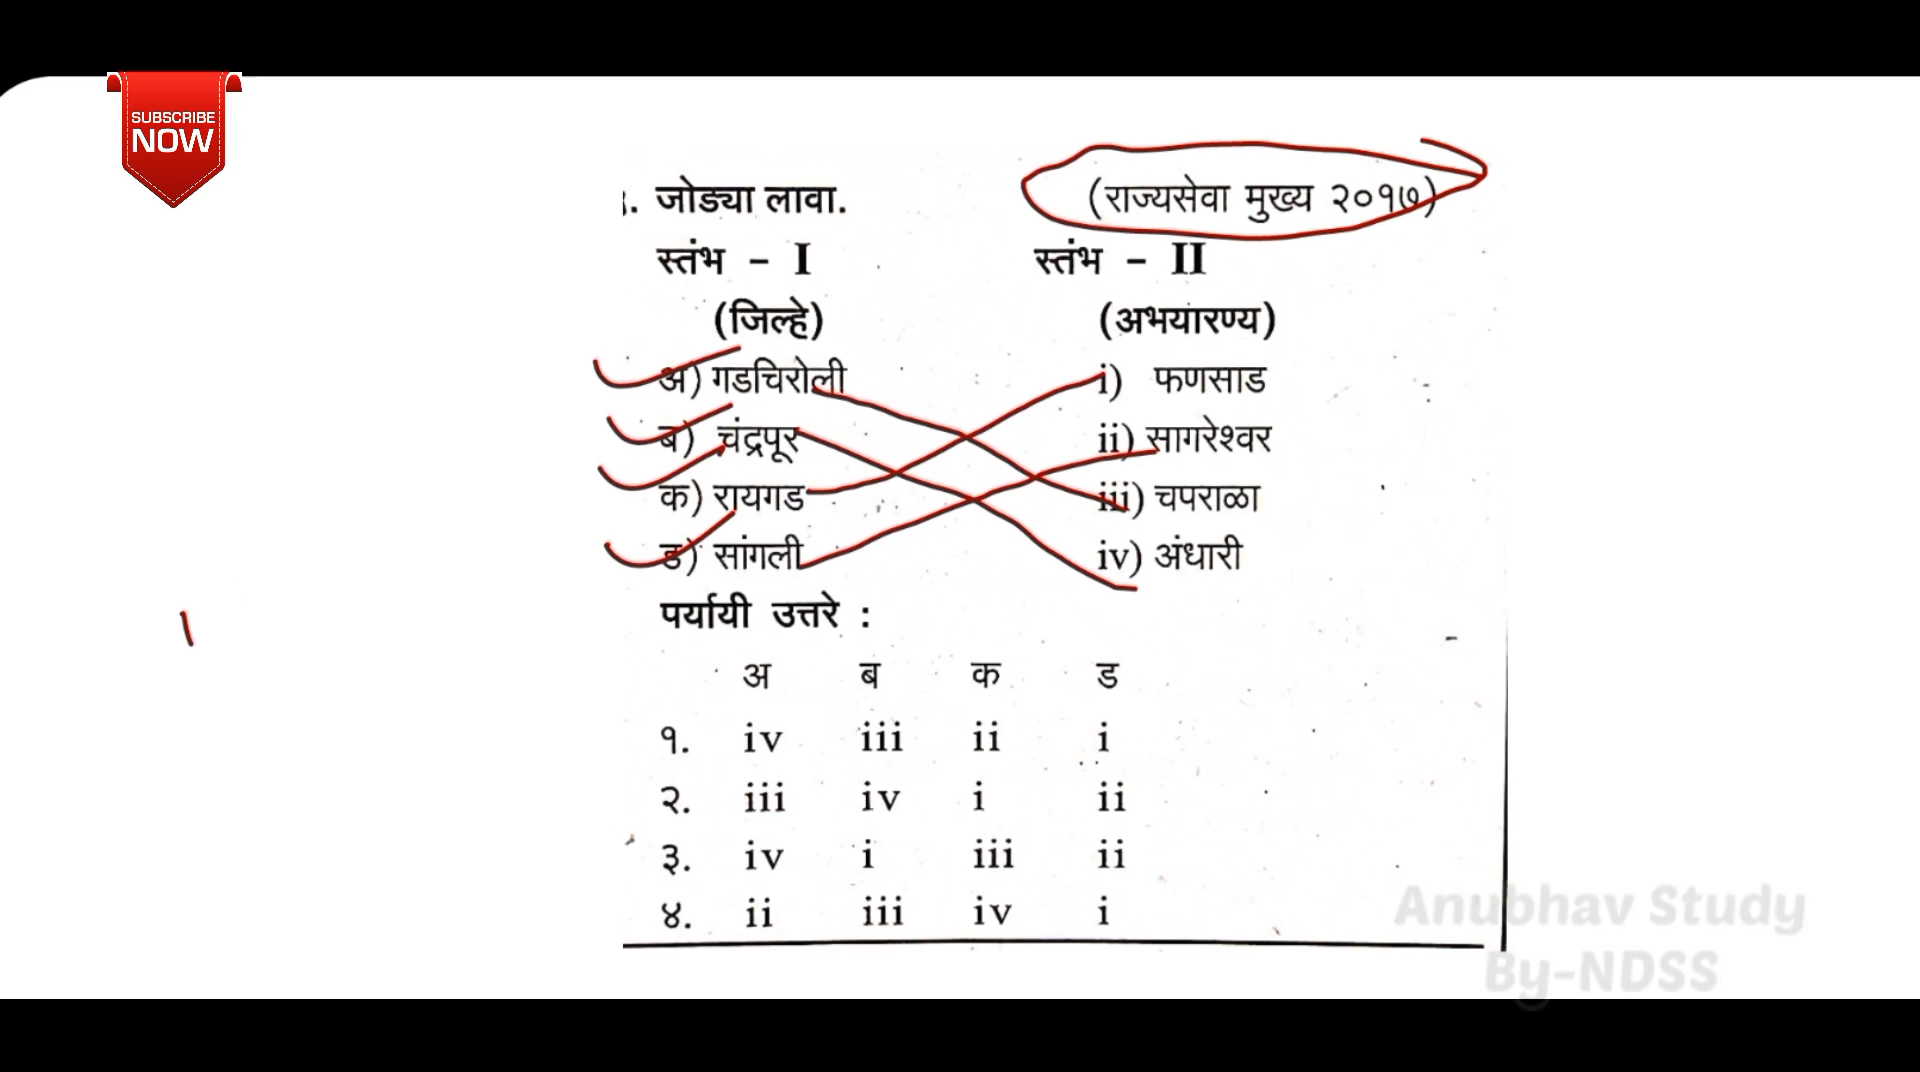 SUBSCRIBE
NOW
. जोड्या लावा. (राज्यसेवा मुख्य २०१७)
स्तंभ - I स्तंभ - II
(जिल्हे) (अभयारण्य)
अ) गडचिरोली i) फणसाड
ब) चंद्रपूर ii) सागरेश्वर
क) रायगड iii) चपराळा
ड) सांगली iv) अंधारी
पर्यायी उत्तरे :
अ ब क ड
१. iv iii ii i
२. iii iv i ii
३. iv i iii ii
४. ii iii iv i
Anubhav Study
By-NDSS